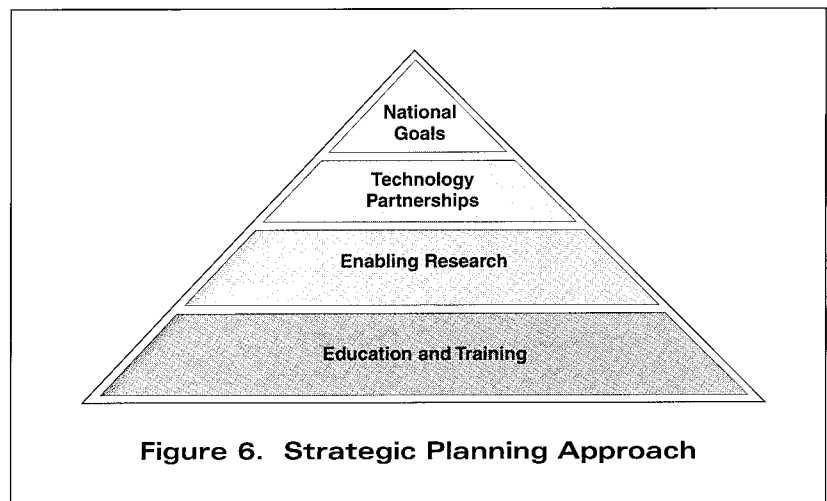 National
Goals
Technology
Partnerships
Enabling Research
Education and Training
Figure 6. Strategic Planning Approach